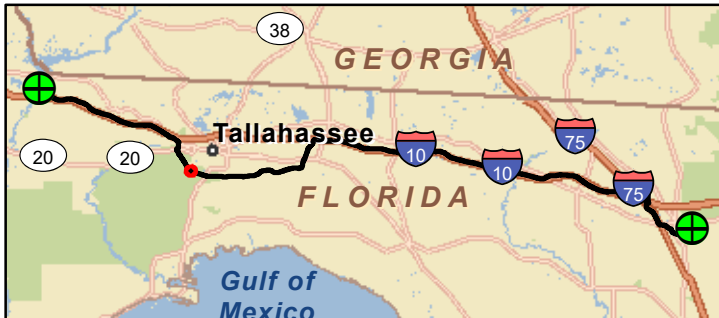 38
GEORGIA
Tallahassee
75
10
20
20
10
FLORIDA
75
Gulf of
Mexico